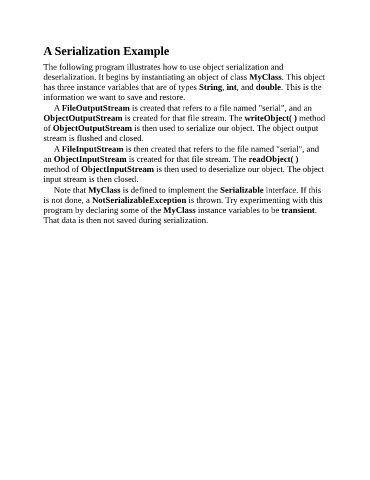 A Serialization Example
The following program illustrates how to use object serialization and
deserialization. It begins by instantiating an object of class MyClass. This object
has three instance variables that are of types String, int, and double. This is the
information we want to save and restore.
A FileOutputStream is created that refers to a file named "serial", and an
ObjectOutputStream is created for that file stream. The writeObject( ) method
of ObjectOutputStream is then used to serialize our object. The object output
stream is flushed and closed.
A FileInputStream is then created that refers to the file named "serial", and
an ObjectInputStream is created for that file stream. The readObject( )
method of ObjectInputStream is then used to deserialize our object. The object
input stream is then closed.
Note that MyClass is defined to implement the Serializable interface. If this
is not done, a NotSerializableException is thrown. Try experimenting with this
program by declaring some of the MyClass instance variables to be transient.
That data is then not saved during serialization.